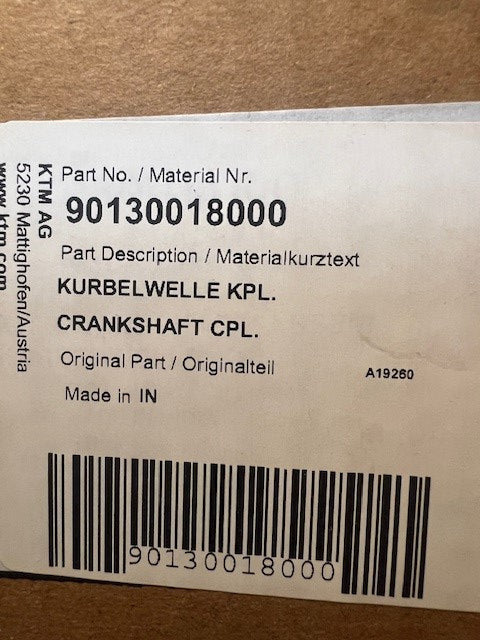 KTM AG
5230 Mattighofen/Austria
www.ktm.com
Part No. / Material Nr.
90130018000
Part Description / Materialkurztext
KURBELWELLE KPL.
CRANKSHAFT CPL.
Original Part / Originalteil
A19260
Made in IN
90130018000